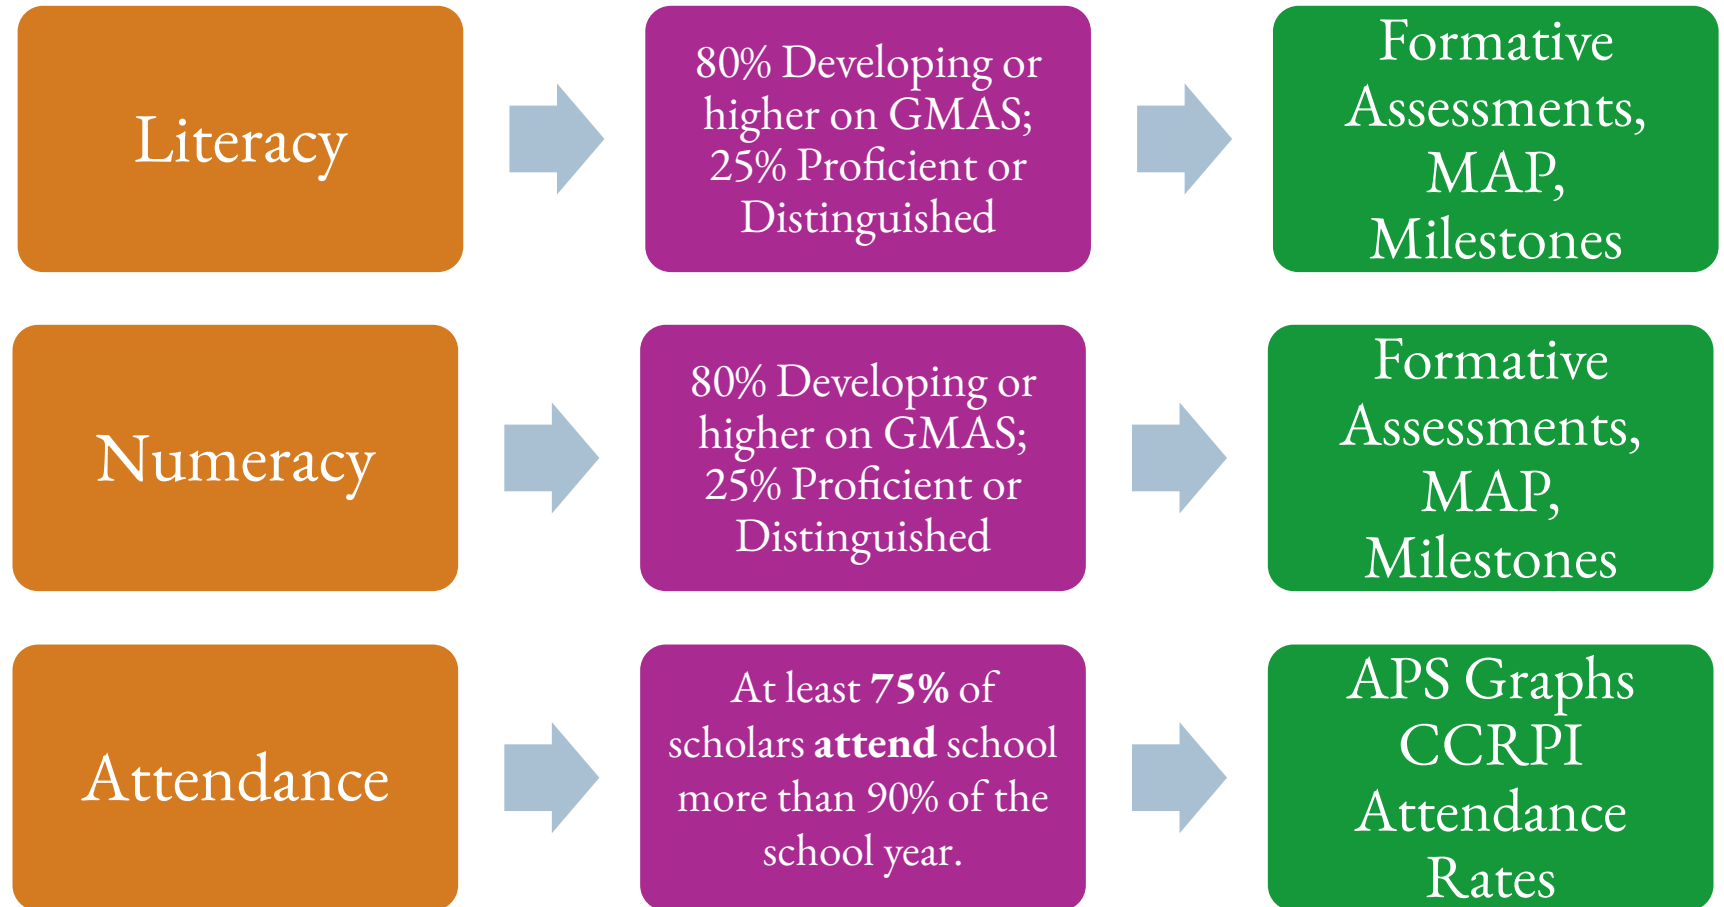 Literacy
80% Developing or
higher on GMAS;
25% Proficient or
Distinguished
Formative
Assessments,
MAP,
Milestones
Numeracy
80% Developing or
higher on GMAS;
25% Proficient or
Distinguished
Formative
Assessments,
MAP,
Milestones
Attendance
At least 75% of
scholars attend school
more than 90% of the
school year.
APS Graphs
CCRPI
Attendance
Rates